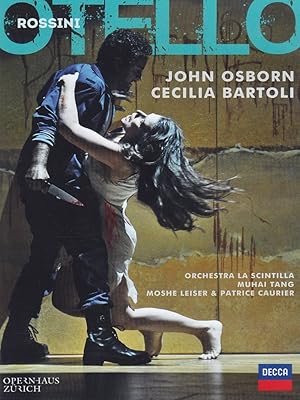 OTELLO
ROSSINI
JOHN OSBORN
CECILIA BARTOLI
ORCHESTRA LA SCINTILLA
MUHAI TANG
MOSHE LEISER & PATRICE CAURIER
OPERNHAUS
ZÜRICH
DECCA